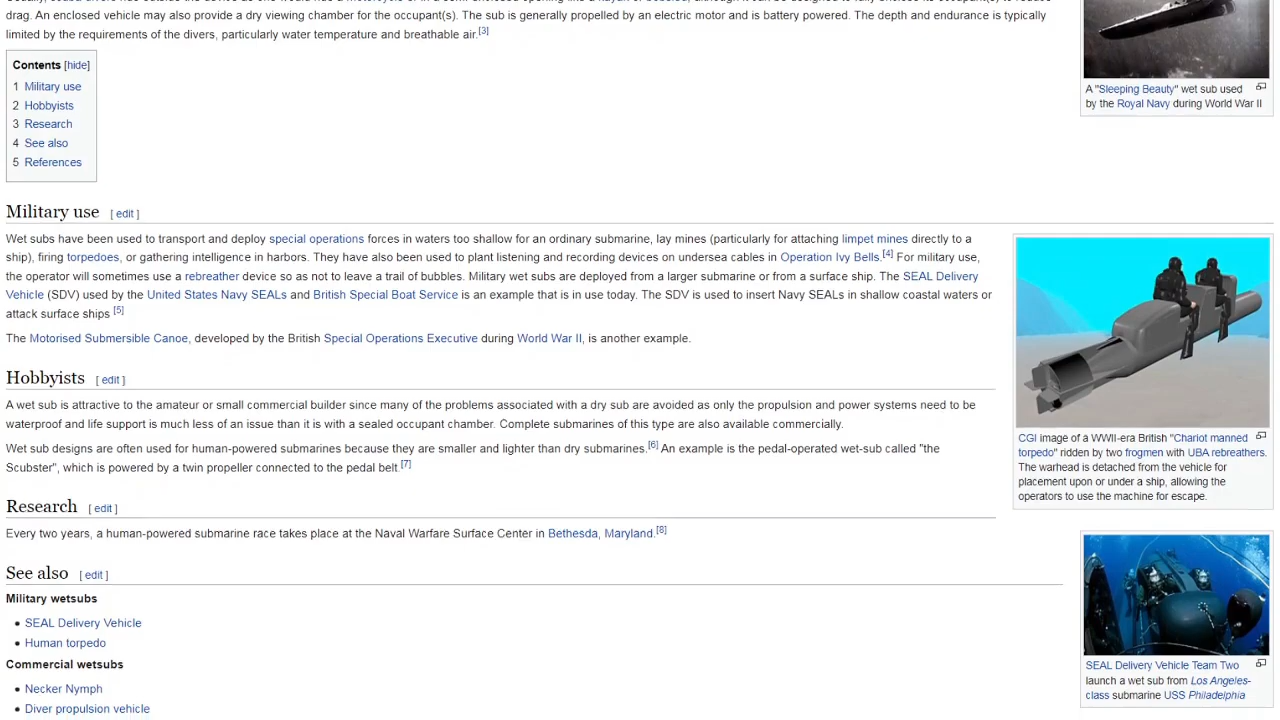 drag. An enclosed vehicle may also provide a dry viewing chamber for the occupant(s). The sub is generally propelled by an electric motor and is battery powered. The depth and endurance is typically
limited by the requirements of the divers, particularly water temperature and breathable air.[3]
Contents [hide]
1 Military use
2 Hobbyists
3 Research
4 See also
5 References
A "Sleeping Beauty" wet sub used
by the Royal Navy during World War II
Military use [ edit ]
Wet subs have been used to transport and deploy special operations forces in waters too shallow for an ordinary submarine, lay mines (particularly for attaching limpet mines directly to a
ship), firing torpedoes, or gathering intelligence in harbors. They have also been used to plant listening and recording devices on undersea cables in Operation Ivy Bells.[4] For military use,
the operator will sometimes use a rebreather device so as not to leave a trail of bubbles. Military wet subs are deployed from a larger submarine or from a surface ship. The SEAL Delivery
Vehicle (SDV) used by the United States Navy SEALs and British Special Boat Service is an example that is in use today. The SDV is used to insert Navy SEALs in shallow coastal waters or
attack surface ships [5]
The Motorised Submersible Canoe, developed by the British Special Operations Executive during World War II, is another example.
CGI image of a WWII-era British "Chariot manned
torpedo" ridden by two frogmen with UBA rebreathers.
The warhead is detached from the vehicle for
placement upon or under a ship, allowing the
operators to use the machine for escape.
Hobbyists [ edit ]
A wet sub is attractive to the amateur or small commercial builder since many of the problems associated with a dry sub are avoided as only the propulsion and power systems need to be
waterproof and life support is much less of an issue than it is with a sealed occupant chamber. Complete submarines of this type are also available commercially.
Wet sub designs are often used for human-powered submarines because they are smaller and lighter than dry submarines.[6] An example is the pedal-operated wet-sub called "the
Scubster", which is powered by a twin propeller connected to the pedal belt [7]
Research [ edit ]
Every two years, a human-powered submarine race takes place at the Naval Warfare Surface Center in Bethesda, Maryland.[8]
See also [ edit ]
Military wetsubs
• SEAL Delivery Vehicle
• Human torpedo
Commercial wetsubs
• Necker Nymph
• Diver propulsion vehicle
SEAL Delivery Vehicle Team Two
launch a wet sub from Los Angeles-
class submarine USS Philadelphia